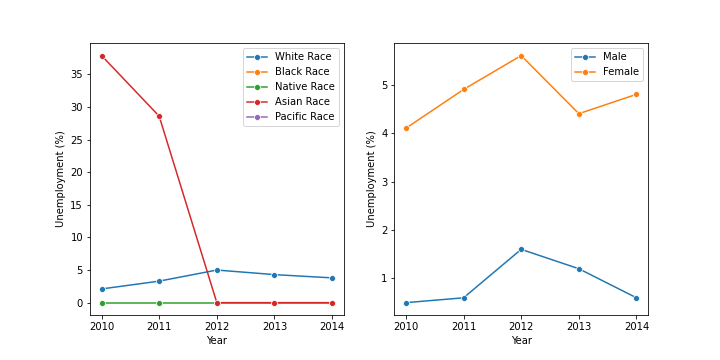 White Race
Black Race
Native Race
Asian Race
Pacific Race
35
30
25
20
15
10
5
0
Unemployment (%)
2010 2011 2012 2013 2014
Year
Male
Female
5
4
3
2
1
Unemployment (%)
2010 2011 2012 2013 2014
Year